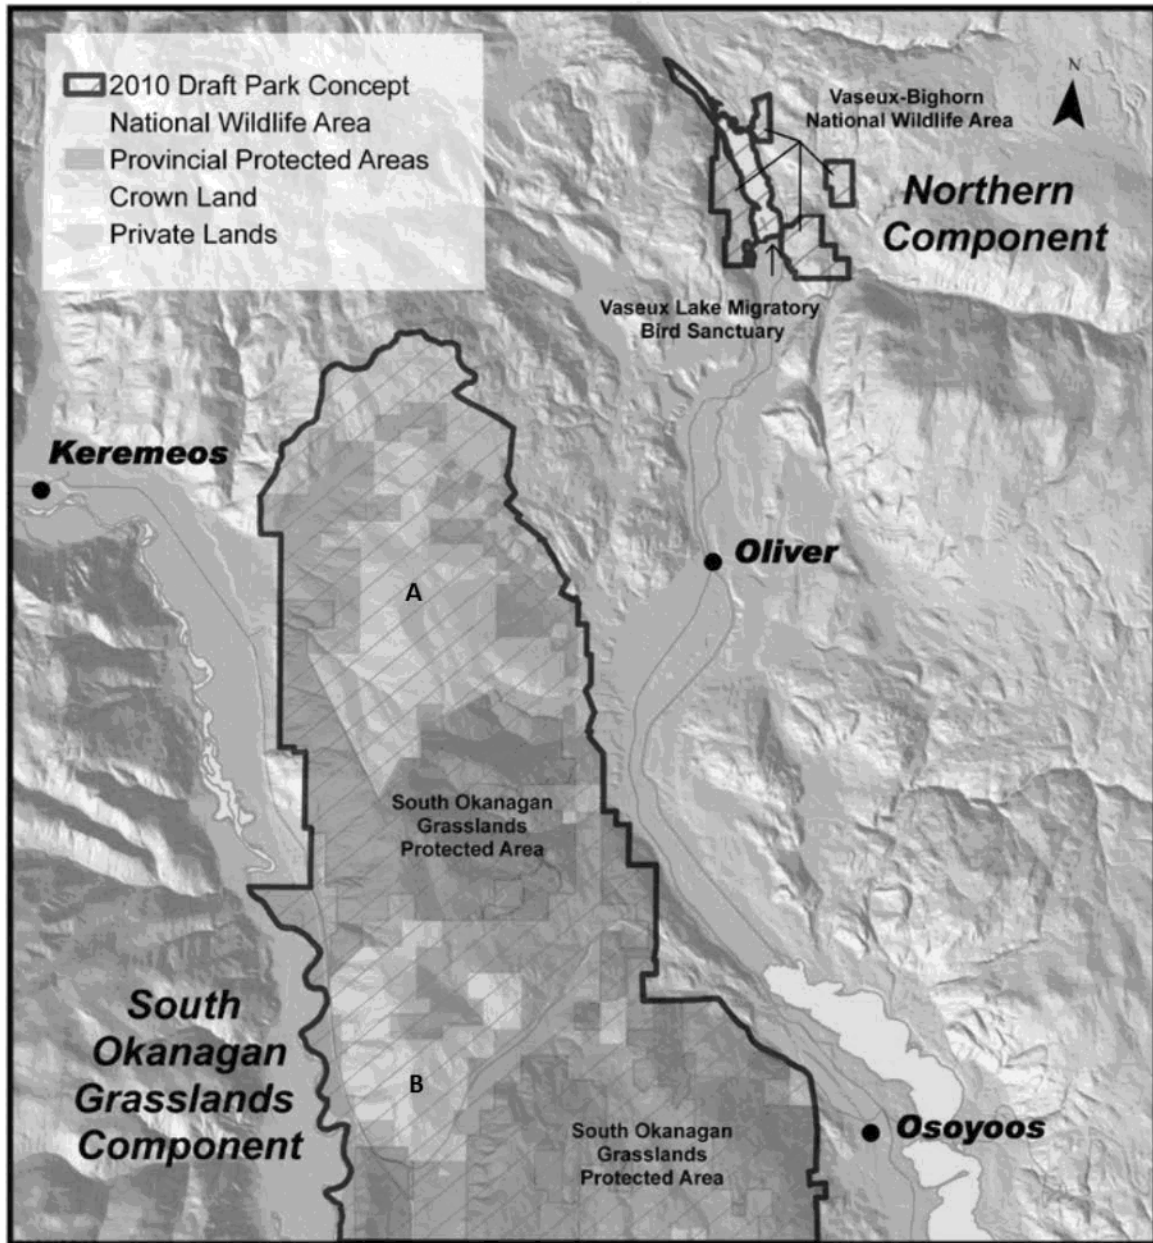 2010 Draft Park Concept
National Wildlife Area
Provincial Protected Areas
Crown Land
Private Lands
N
Vaseux-Bighorn
National Wildlife Area
Northern
Component
Vaseux Lake Migratory
Bird Sanctuary
Keremeos
Oliver
A
South Okanagan
Grasslands
Protected Area
South
Okanagan
Grasslands
Component
B
South Okanagan
Grasslands
Protected Area
Osoyoos